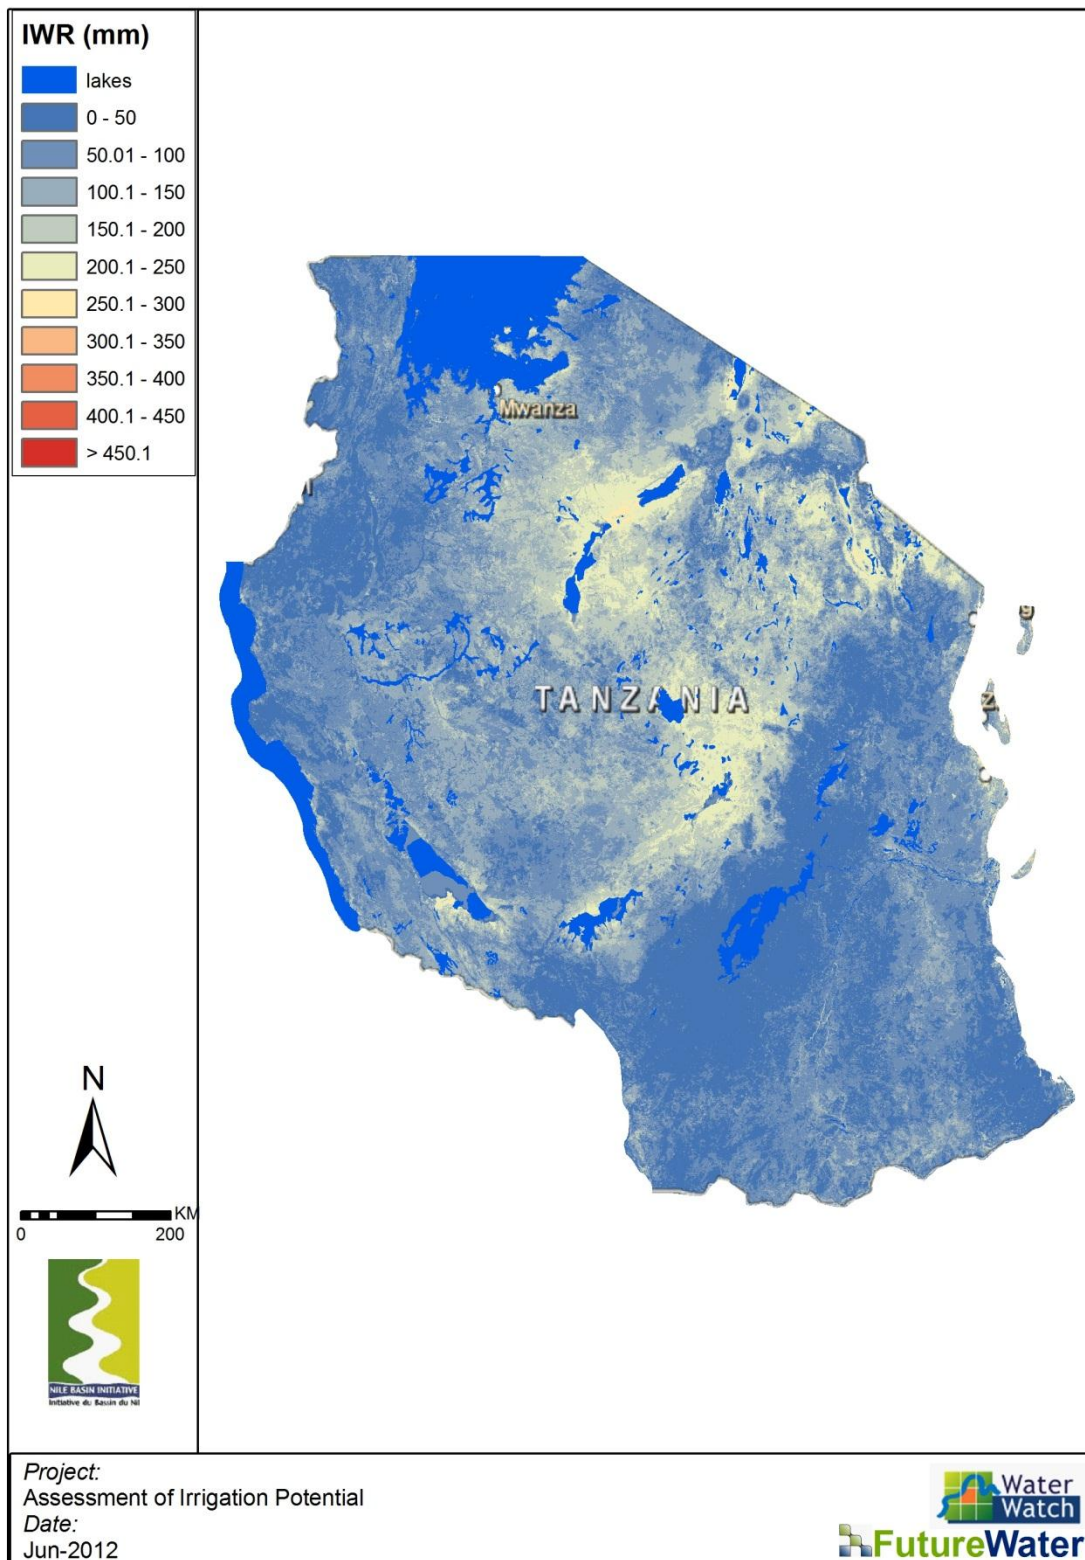 IWR (mm)
lakes
0 - 50
50.01 - 100
100.1 - 150
150.1 - 200
200.1 - 250
250.1 - 300
300.1 - 350
350.1 - 400
400.1 - 450
> 450.1
Mwanza
TANZANIA
N
KM
0 200
NILE BASIN INITIATIVE
Initiative du Bassin du Nil
Project:
Assessment of Irrigation Potential
Date:
Jun-2012
Water
Watch
FutureWater